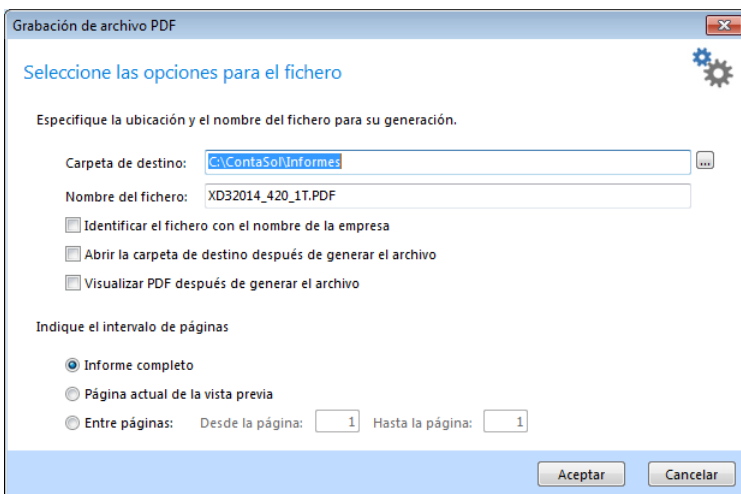 Grabación de archivo PDF
Seleccione las opciones para el fichero
Especifique la ubicación y el nombre del fichero para su generación.
Carpeta de destino: C:\ContaSol\Informes ...
Nombre del fichero: XD32014_420_1T.PDF
Identificar el fichero con el nombre de la empresa
Abrir la carpeta de destino después de generar el archivo
Visualizar PDF después de generar el archivo
Indique el intervalo de páginas
Informe completo
Página actual de la vista previa
Entre páginas: Desde la página: 1 Hasta la página: 1
Aceptar Cancelar